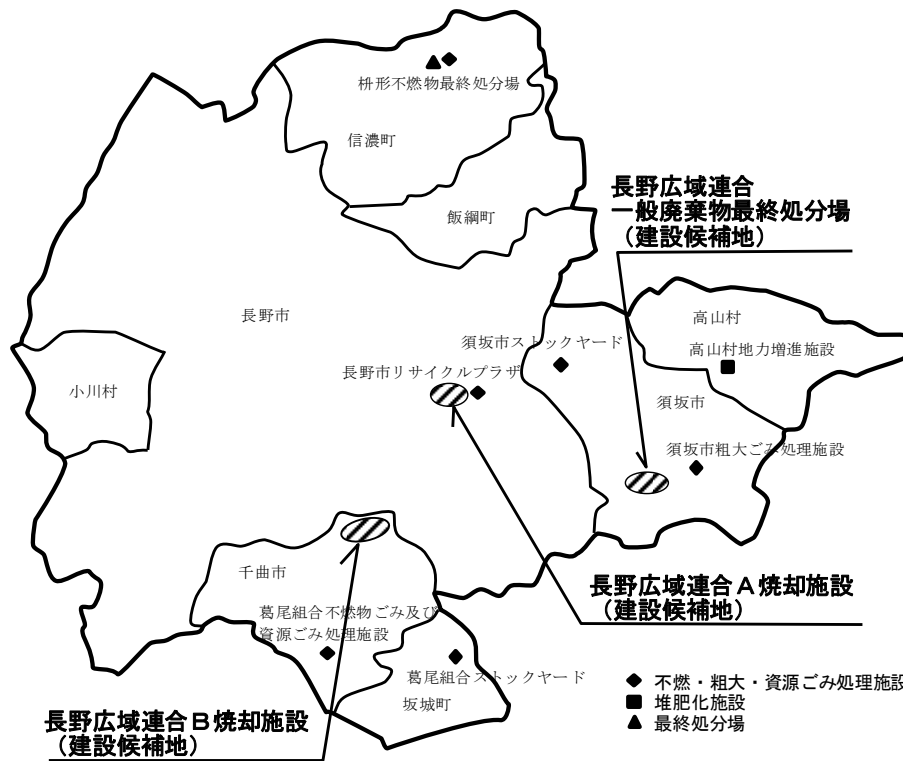 枡形不燃物最終処分場
信濃町
長野広域連合
一般廃棄物最終処分場
（建設候補地）
飯綱町
長野市
高山村
須坂市ストックヤード
高山村地力増進施設
長野市リサイクルプラザ
小川村
須坂市
須坂市粗大ごみ処理施設
千曲市
長野広域連合Ａ焼却施設
（建設候補地）
葛尾組合不燃物ごみ及び
資源ごみ処理施設
葛尾組合ストックヤード
坂城町
長野広域連合Ｂ焼却施設
（建設候補地）
◆ 不燃・粗大・資源ごみ処理施設
■ 堆肥化施設
▲ 最終処分場